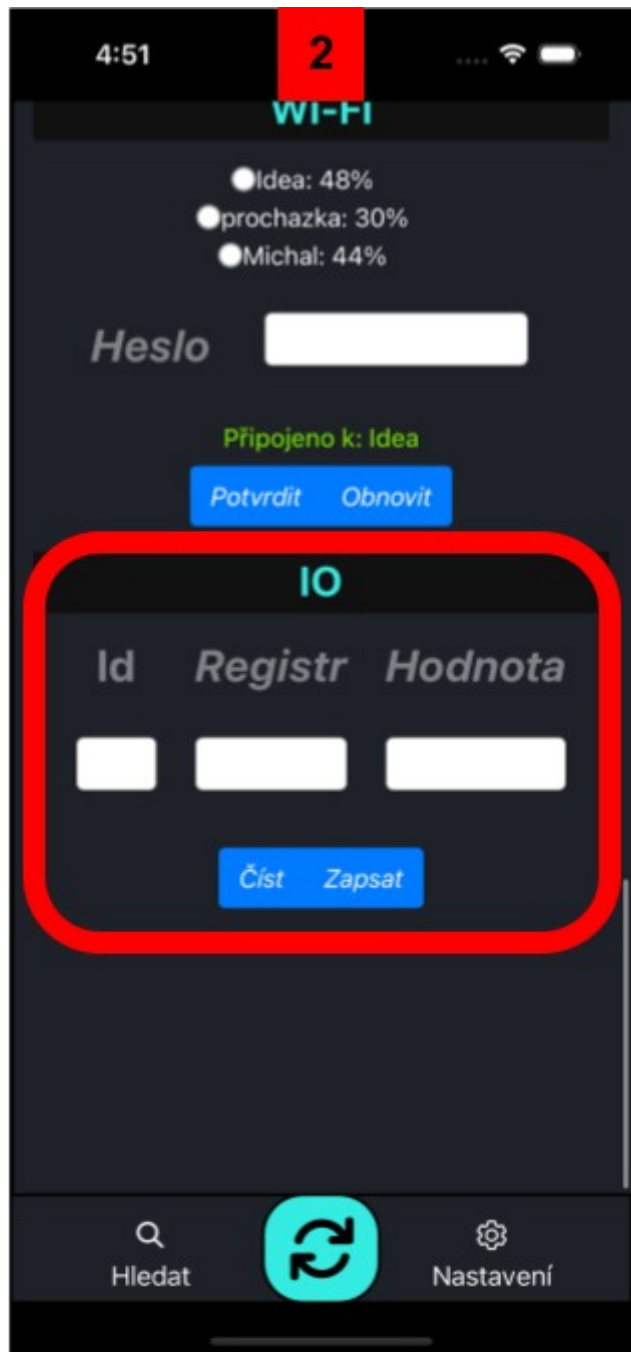 4:51
2
WI-FI
Idea: 48%
prochazka: 30%
Michal: 44%
Heslo
Připojeno k: Idea
Potvrdit Obnovit
IO
Id Registr Hodnota
Číst Zapsat
Hledat Nastavení